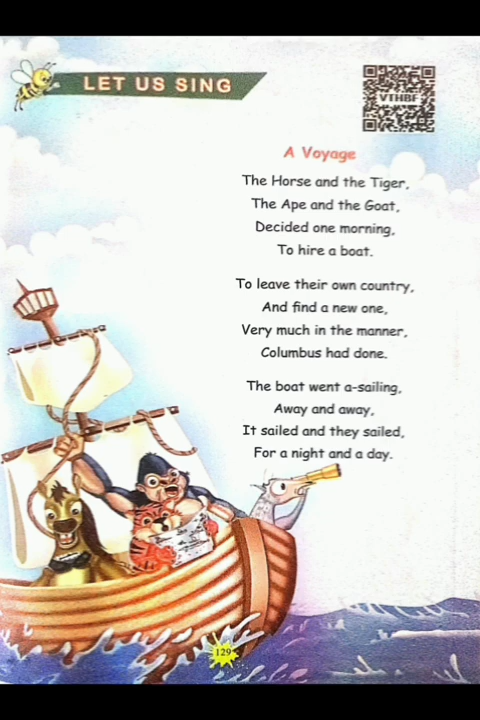 LET US SING
VTHBF
A Voyage
The Horse and the Tiger,
The Ape and the Goat,
Decided one morning,
To hire a boat.
To leave their own country,
And find a new one,
Very much in the manner,
Columbus had done.
The boat went a-sailing,
Away and away,
It sailed and they sailed,
For a night and a day.
129